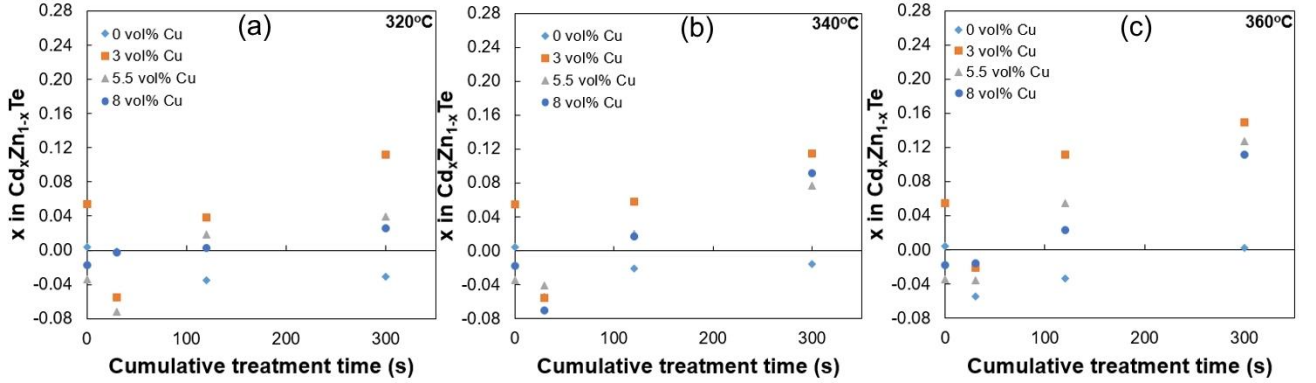 (a)
320°C
0 vol% Cu
3 vol% Cu
5.5 vol% Cu
8 vol% Cu
0.28
0.24
0.20
0.16
0.12
0.08
0.04
0.00
-0.04
-0.08
x in CdₓZn₁₋ₓTe
0 100 200 300
Cumulative treatment time (s)
(b)
340°C
0 vol% Cu
3 vol% Cu
5.5 vol% Cu
8 vol% Cu
0.28
0.24
0.20
0.16
0.12
0.08
0.04
0.00
-0.04
-0.08
x in CdₓZn₁₋ₓTe
0 100 200 300
Cumulative treatment time (s)
(c)
360°C
0 vol% Cu
3 vol% Cu
5.5 vol% Cu
8 vol% Cu
0.28
0.24
0.20
0.16
0.12
0.08
0.04
0.00
-0.04
-0.08
x in CdₓZn₁₋ₓTe
0 100 200 300
Cumulative treatment time (s)